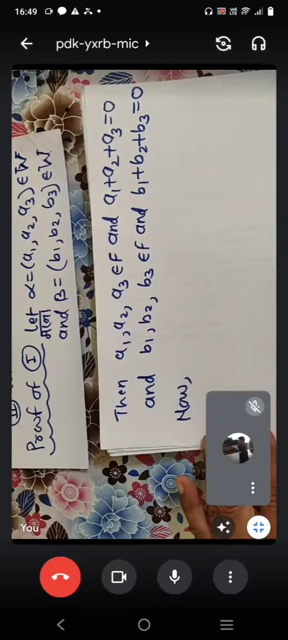 16:49
pdk-yxrb-mic
Proof of I let α=(a1, a2, a3) ∈ W
माना
and β=(b1, b2, b3) ∈ W
Then a1, a2, a3 ∈ f and a1+a2+a3=0
and b1, b2, b3 ∈ f and b1+b2+b3=0
Now,
You